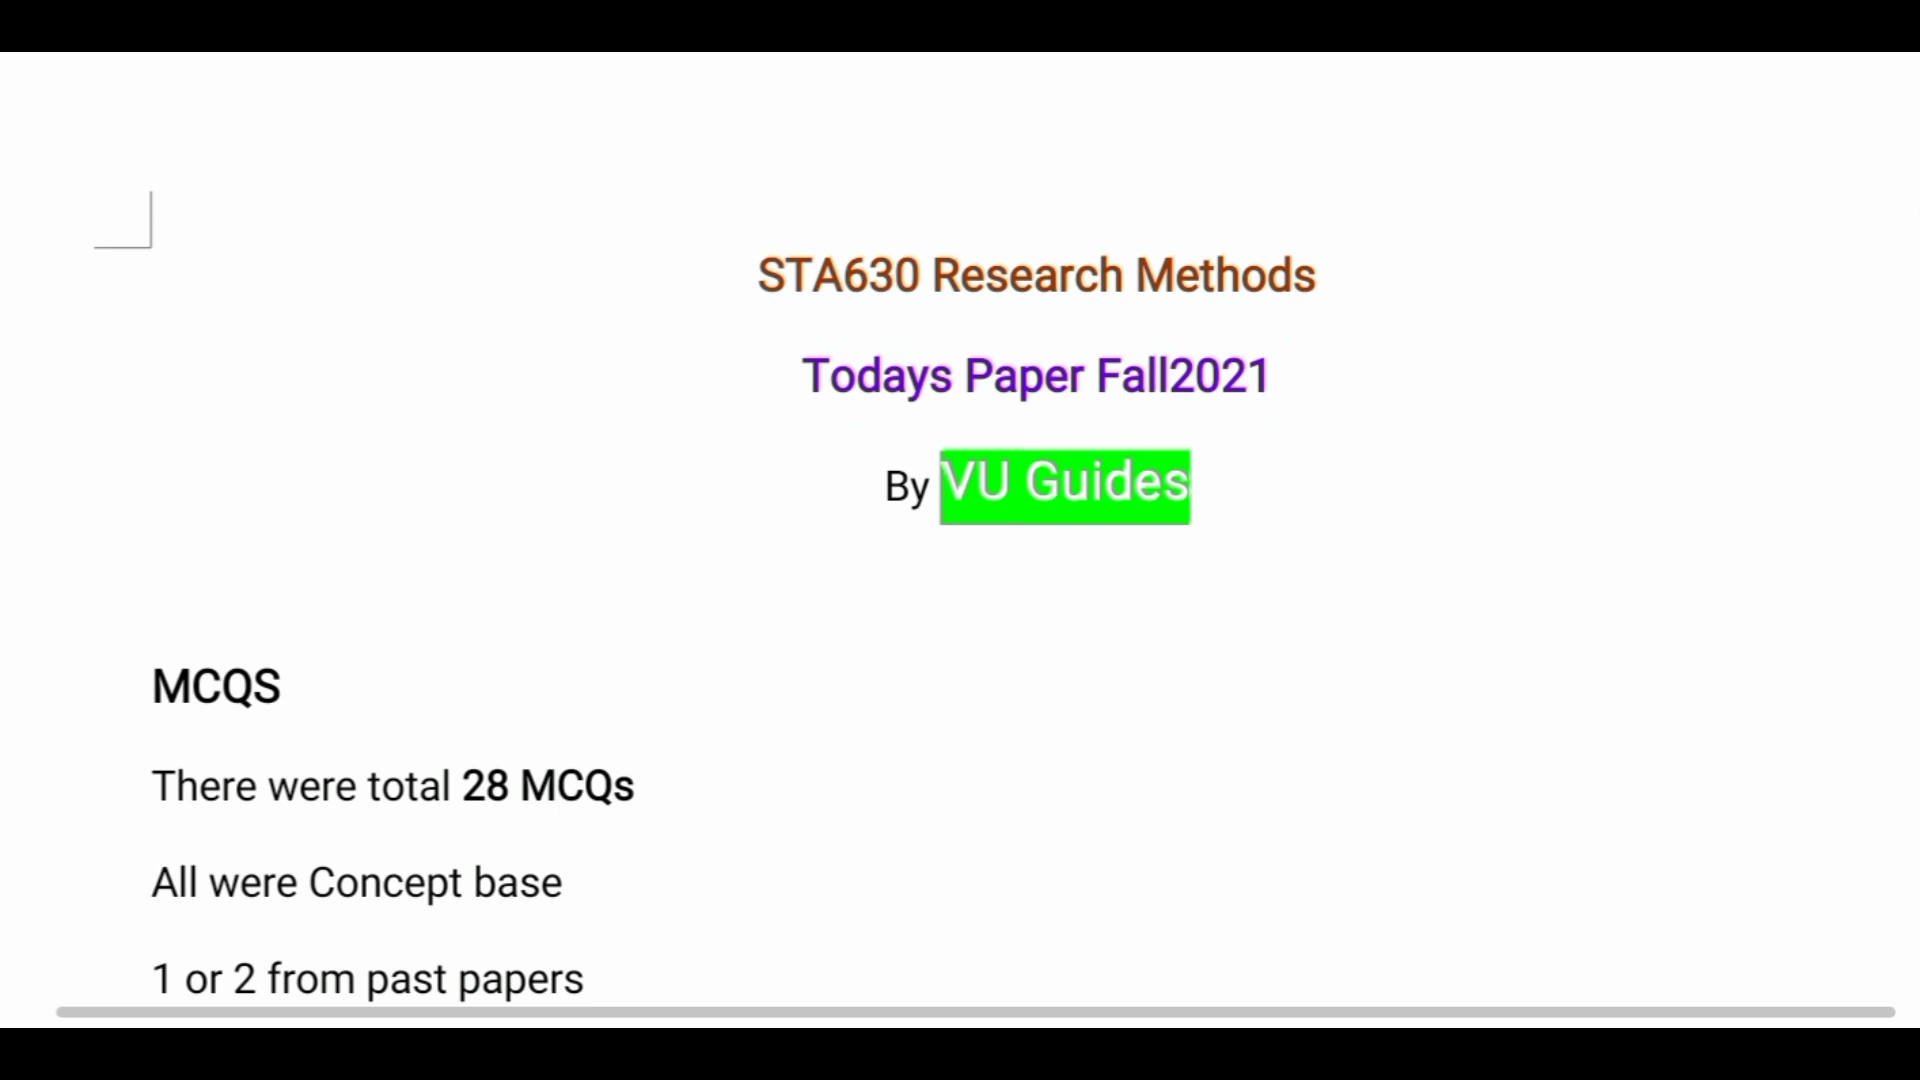 STA630 Research Methods
Todays Paper Fall2021
By VU Guides
MCQS
There were total 28 MCQs
All were Concept base
1 or 2 from past papers